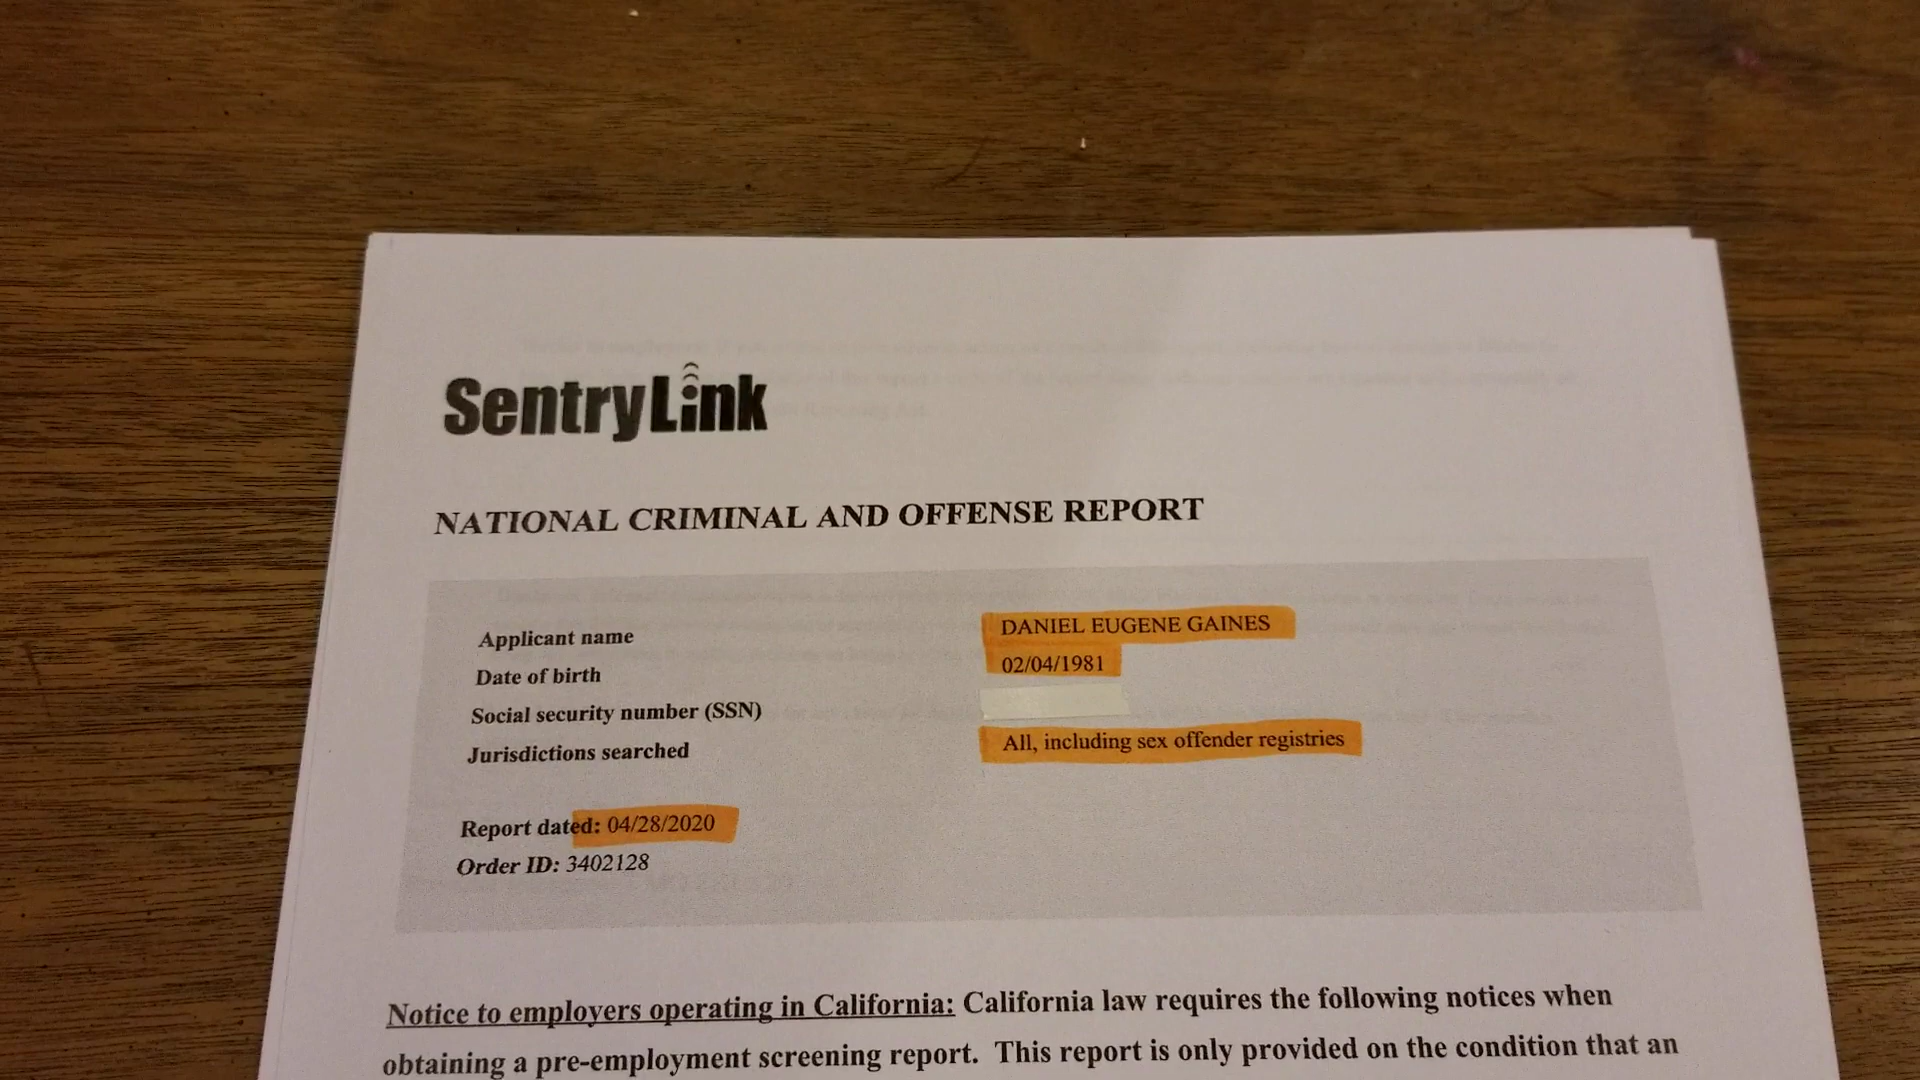 SentryLink
NATIONAL CRIMINAL AND OFFENSE REPORT
Applicant name DANIEL EUGENE GAINES
Date of birth 02/04/1981
Social security number (SSN)
Jurisdictions searched All, including sex offender registries
Report dated: 04/28/2020
Order ID: 3402128
Notice to employers operating in California: California law requires the following notices when
obtaining a pre-employment screening report. This report is only provided on the condition that an